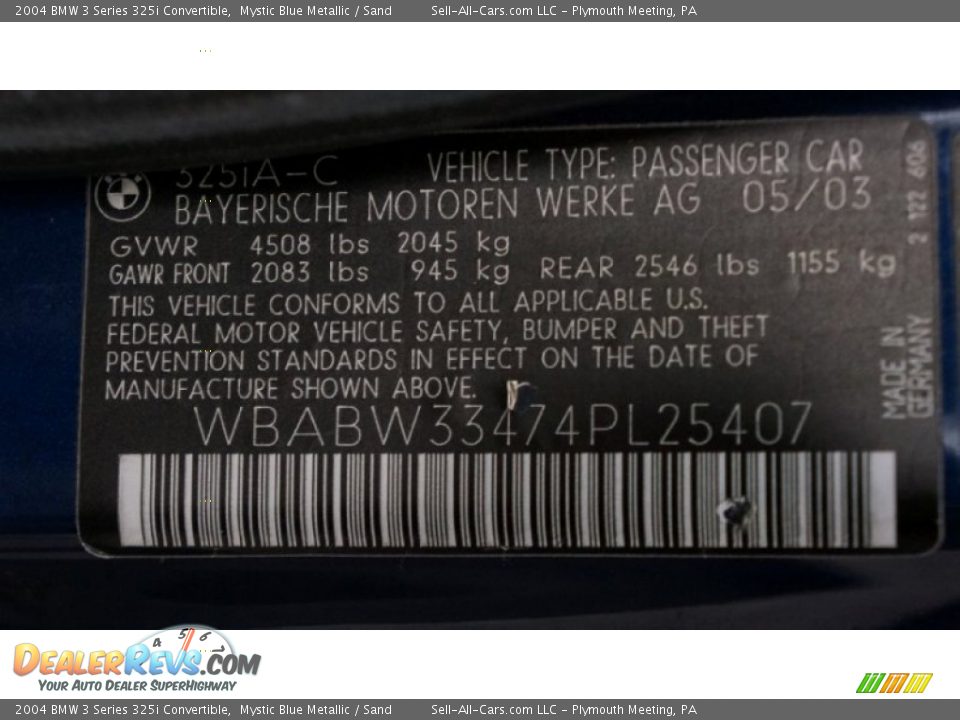 2004 BMW 3 Series 325i Convertible, Mystic Blue Metallic / Sand Sell-All-Cars.com LLC - Plymouth Meeting, PA
325iA-C VEHICLE TYPE: PASSENGER CAR
BAYERISCHE MOTOREN WERKE AG 05/03
GVWR 4508 lbs 2045 kg
GAWR FRONT 2083 lbs 945 kg REAR 2546 lbs 1155 kg
THIS VEHICLE CONFORMS TO ALL APPLICABLE U.S.
FEDERAL MOTOR VEHICLE SAFETY, BUMPER AND THEFT
PREVENTION STANDARDS IN EFFECT ON THE DATE OF
MANUFACTURE SHOWN ABOVE.
WBABW33474PL25407
2 122 606
MADE IN
GERMANY
4 5 6 7
DEALERREVS.COM
YOUR AUTO DEALER SUPERHIGHWAY
2004 BMW 3 Series 325i Convertible, Mystic Blue Metallic / Sand Sell-All-Cars.com LLC - Plymouth Meeting, PA